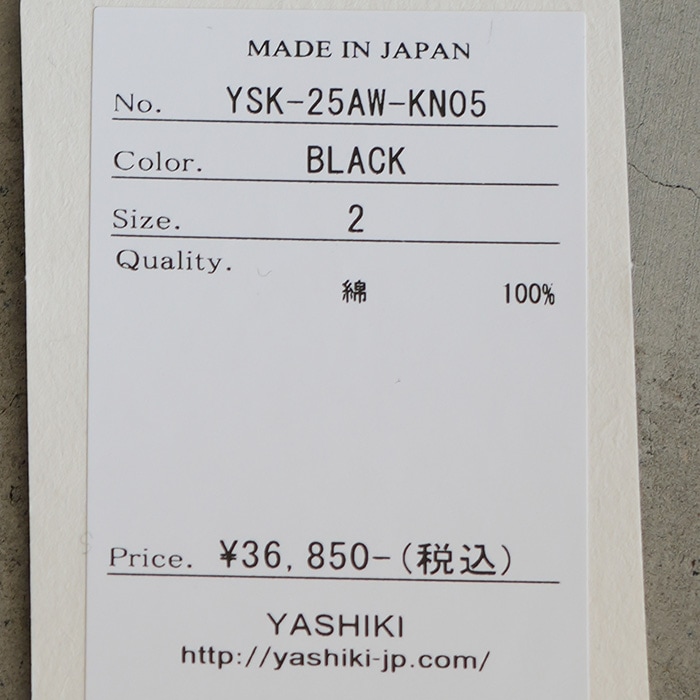 MADE IN JAPAN
No. YSK-25AW-KN05
Color. BLACK
Size. 2
Quality.
綿 100%
Price. ¥36,850-(税込)
YASHIKI
http://yashiki-jp.com/